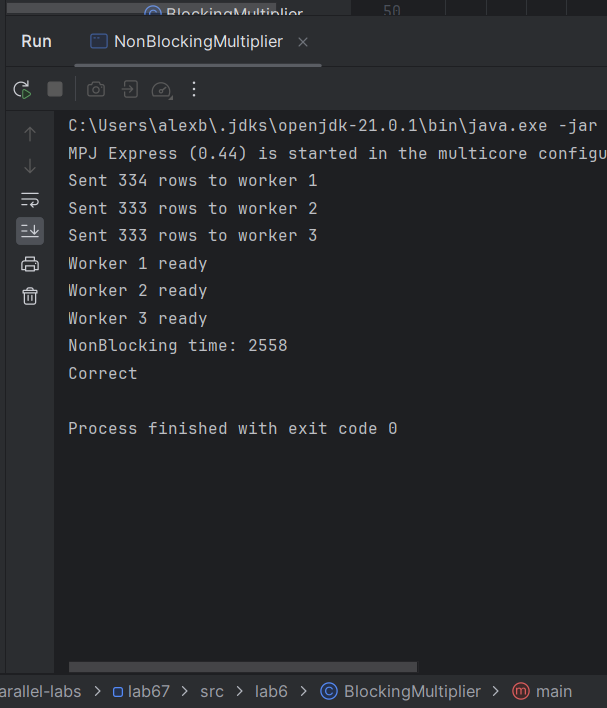 BlockingMultiplier 50
Run NonBlockingMultiplier
C:\Users\alexb\.jdks\openjdk-21.0.1\bin\java.exe -jar
MPJ Express (0.44) is started in the multicore configu
Sent 334 rows to worker 1
Sent 333 rows to worker 2
Sent 333 rows to worker 3
Worker 1 ready
Worker 2 ready
Worker 3 ready
NonBlocking time: 2558
Correct
Process finished with exit code 0
arallel-labs > lab67 > src > lab6 > BlockingMultiplier > main